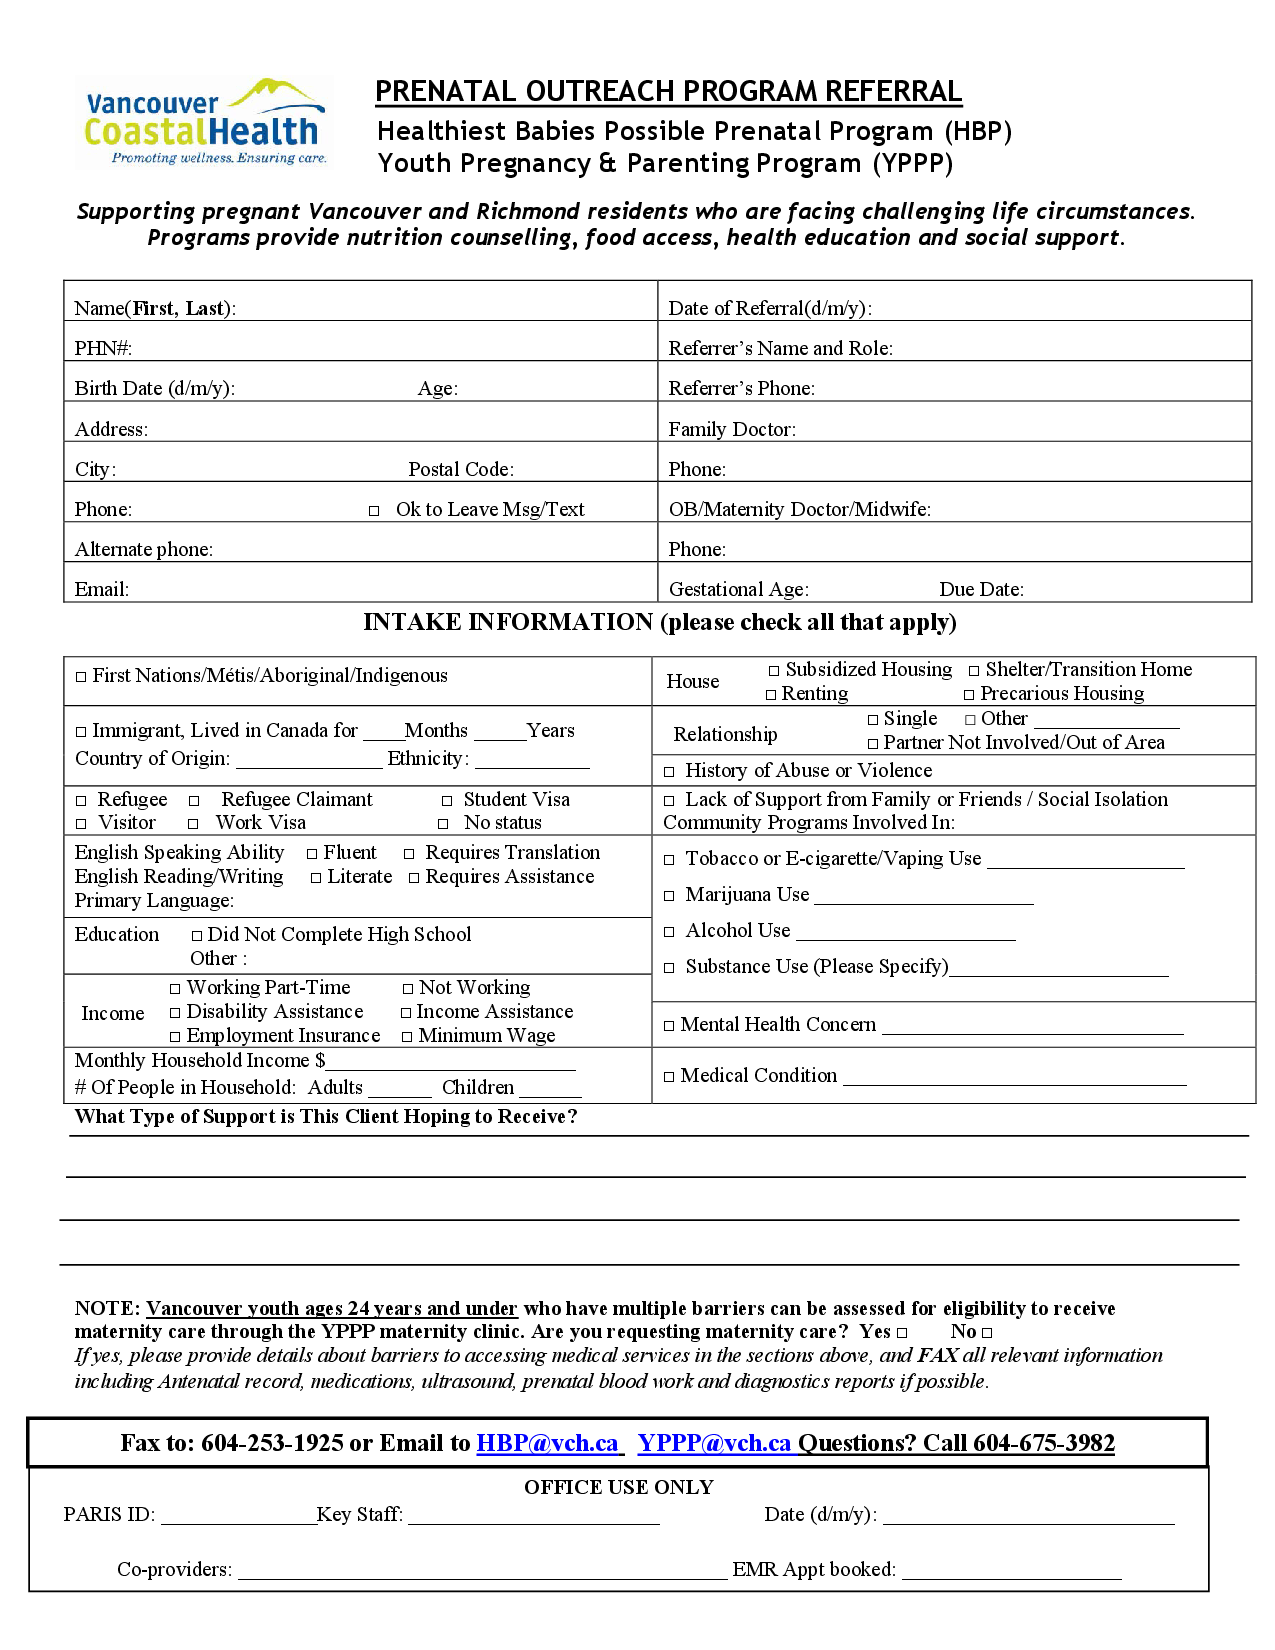 Vancouver
CoastalHealth
Promoting wellness. Ensuring care.
PRENATAL OUTREACH PROGRAM REFERRAL
Healthiest Babies Possible Prenatal Program (HBP)
Youth Pregnancy & Parenting Program (YPPP)
Supporting pregnant Vancouver and Richmond residents who are facing challenging life circumstances.
Programs provide nutrition counselling, food access, health education and social support.
Name(First, Last): Date of Referral(d/m/y):
PHN#: Referrer’s Name and Role:
Birth Date (d/m/y): Age: Referrer’s Phone:
Address: Family Doctor:
City: Postal Code: Phone:
Phone: □ Ok to Leave Msg/Text OB/Maternity Doctor/Midwife:
Alternate phone: Phone:
Email: Gestational Age: Due Date:
INTAKE INFORMATION (please check all that apply)
□ First Nations/Métis/Aboriginal/Indigenous
□ Immigrant, Lived in Canada for ____Months _____Years
Country of Origin: ______________ Ethnicity: ___________
□ Refugee □ Refugee Claimant □ Student Visa
□ Visitor □ Work Visa □ No status
English Speaking Ability □ Fluent □ Requires Translation
English Reading/Writing □ Literate □ Requires Assistance
Primary Language:
Education □ Did Not Complete High School
Other :
Income □ Working Part-Time □ Not Working
□ Disability Assistance □ Income Assistance
□ Employment Insurance □ Minimum Wage
Monthly Household Income $________________________
# Of People in Household: Adults ______ Children ______
House □ Subsidized Housing □ Shelter/Transition Home
□ Renting □ Precarious Housing
Relationship □ Single □ Other ______________
□ Partner Not Involved/Out of Area
□ History of Abuse or Violence
□ Lack of Support from Family or Friends / Social Isolation
Community Programs Involved In:
□ Tobacco or E-cigarette/Vaping Use ___________________
□ Marijuana Use _____________________
□ Alcohol Use _____________________
□ Substance Use (Please Specify)_____________________
□ Mental Health Concern _____________________________
□ Medical Condition _________________________________
What Type of Support is This Client Hoping to Receive?
NOTE: Vancouver youth ages 24 years and under who have multiple barriers can be assessed for eligibility to receive
maternity care through the YPPP maternity clinic. Are you requesting maternity care? Yes □ No □
If yes, please provide details about barriers to accessing medical services in the sections above, and FAX all relevant information
including Antenatal record, medications, ultrasound, prenatal blood work and diagnostics reports if possible.
Fax to: 604-253-1925 or Email to HBP@vch.ca YPPP@vch.ca Questions? Call 604-675-3982
OFFICE USE ONLY
PARIS ID: _______________Key Staff: ________________________ Date (d/m/y): ____________________________
Co-providers: _______________________________________________ EMR Appt booked: _____________________